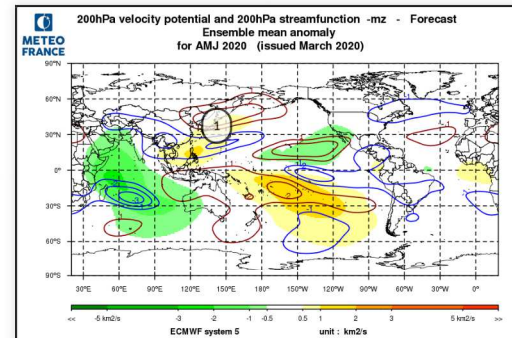 METEO
FRANCE
200hPa velocity potential and 200hPa streamfunction -mz - Forecast
Ensemble mean anomaly
for AMJ 2020 (issued March 2020)
90°N
60°N
30°N
0°
30°S
60°S
90°S
1
30°E 60°E 90°E 120°E 150°E 180°W 150°W 120°W 90°W 60°W 30°W 0°
<< -5 km2/s -3 -2 -1 -0.5 0.5 1 2 3 5 km2/s >>
ECMWF system 5 unit : km2/s